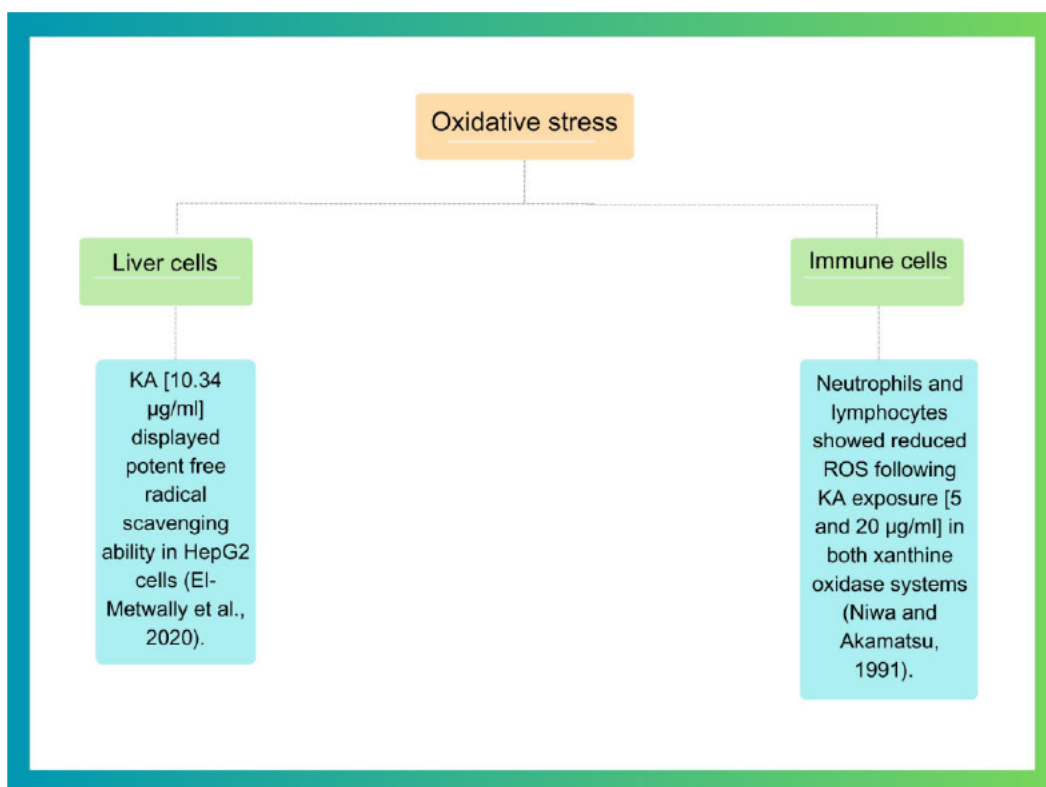 Oxidative stress
Liver cells
Immune cells
KA [10.34
µg/ml]
displayed
potent free
radical
scavenging
ability in HepG2
cells (El-
Metwally et al.,
2020).
Neutrophils and
lymphocytes
showed reduced
ROS following
KA exposure [5
and 20 µg/ml] in
both xanthine
oxidase systems
(Niwa and
Akamatsu,
1991).